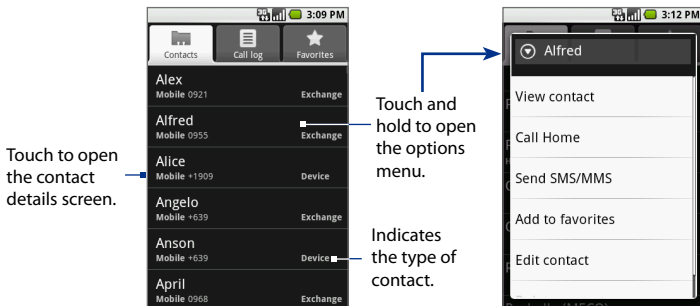 3G 3:09 PM
Contacts Call log Favorites
Alex
Mobile 0921 Exchange
Alfred
Mobile 0955 Exchange
Alice
Mobile +1909 Device
Angelo
Mobile +639 Exchange
Anson
Mobile +639 Device
April
Mobile 0968 Exchange
Touch to open
the contact
details screen.
Touch and
hold to open
the options
menu.
Indicates
the type of
contact.
3G 3:12 PM
Alfred
View contact
Call Home
Send SMS/MMS
Add to favorites
Edit contact